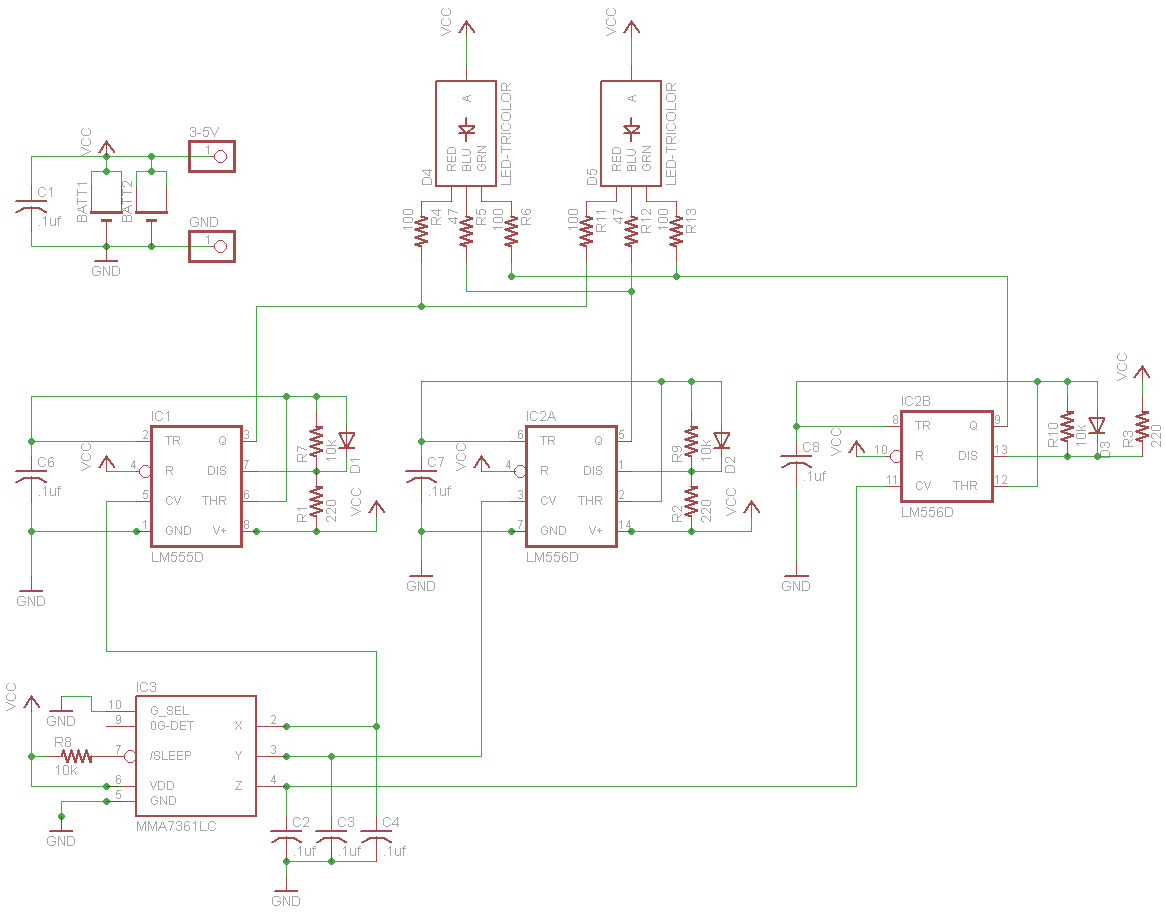 VCC
VCC
A
RED
BLU
GRN
LED-TRICOLOR
D4
A
RED
BLU
GRN
LED-TRICOLOR
D5
VCC
3-5V
1
C1
.1uf
BATT1
BATT2
GND
1
GND
100
R4
47
R5
100
R6
100
R11
47
R12
100
R13
IC1
2
TR
Q
3
VCC
4
R
DIS
7
5
CV
THR
6
1
GND
V+
8
LM555D
C6
.1uf
GND
R7
10k
D1
R1
220
VCC
IC2A
6
TR
Q
5
VCC
4
R
DIS
1
3
CV
THR
2
7
GND
V+
14
LM556D
C7
.1uf
GND
R9
10k
D2
R2
220
VCC
IC2B
8
TR
Q
9
VCC
10
R
DIS
13
11
CV
THR
12
LM556D
C8
.1uf
GND
R10
10k
D3
R3
220
VCC
IC3
VCC
GND
10
G_SEL
9
0G-DET
X
2
R8
10k
7
/SLEEP
Y
3
6
VDD
Z
4
5
GND
MMA7361LC
GND
C2
.1uf
C3
.1uf
C4
.1uf
GND